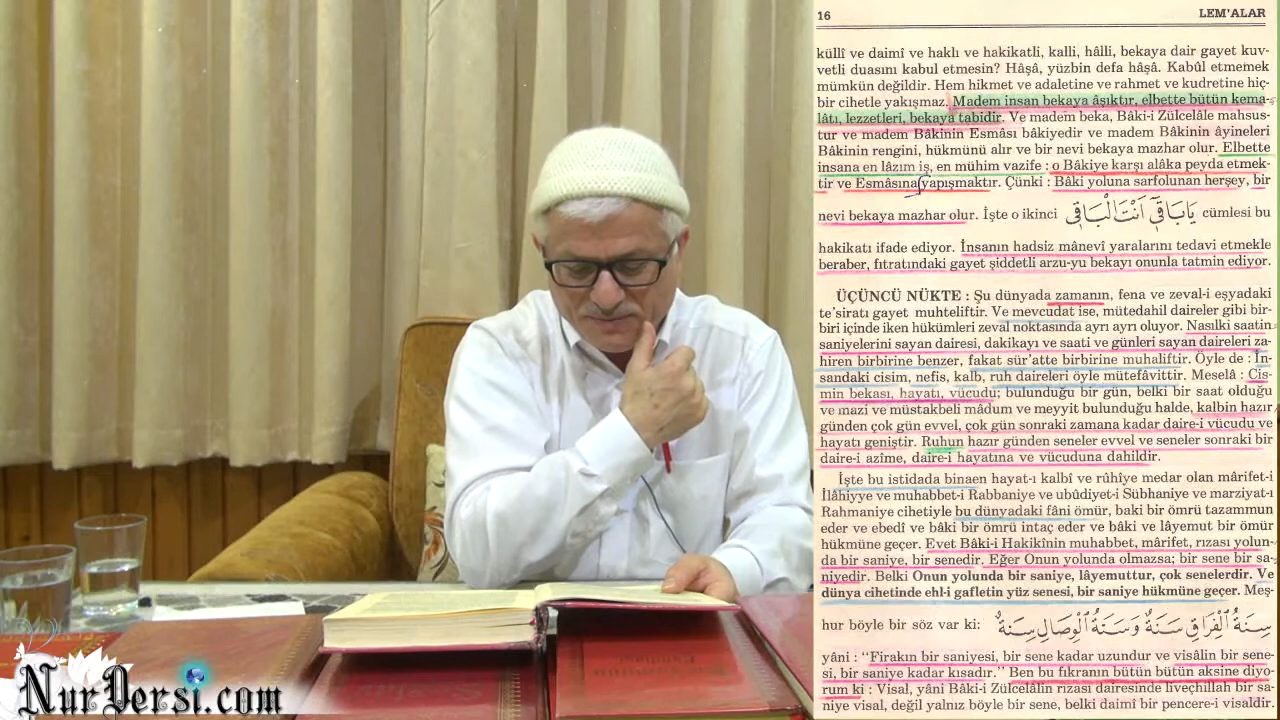 16 LEM'ALAR
küllî ve daimî ve haklı ve hakikatli, kalli, hâlli, bekaya dair gayet kuv-
vetli duasını kabul etmesin? Hâşâ, yüzbin defa hâşâ. Kabûl etmemek
mümkün değildir. Hem hikmet ve adaletine ve rahmet ve kudretine hiç-
bir cihetle yakışmaz. Madem insan bekaya âşıktır, elbette bütün kema-
lâtı, lezzetleri, bekaya tabidir. Ve madem beka, Bâki-i Zülcelâle mahsus-
tur ve madem Bâkinin Esmâsı bâkiyedir ve madem Bâkinin âyineleri
Bâkinin rengini, hükmünü alır ve bir nevi bekaya mazhar olur. Elbette
insana en lâzım iş, en mühim vazife : o Bâkiye karşı alâka peyda etmek-
tir ve Esmâsına yapışmaktır. Çünki : Bâki yoluna sarfolunan herşey, bir
nevi bekaya mazhar olur. İşte o ikinci يَابَاقٖٓى اَنْتَ الْبَاقٖى cümlesi bu
hakikatı ifade ediyor. İnsanın hadsiz mânevî yaralarını tedavi etmekle
beraber, fıtratındaki gayet şiddetli arzu-yu bekayı onunla tatmin ediyor.
ÜÇÜNCÜ NÜKTE : Şu dünyada zamanın, fena ve zeval-i eşyadaki
te'siratı gayet muhteliftir. Ve mevcudat ise, mütedahil daireler gibi bir-
biri içinde iken hükümleri zeval noktasında ayrı ayrı oluyor. Nasılki saatin
saniyelerini sayan dairesi, dakikayı ve saati ve günleri sayan daireleri za-
hiren birbirine benzer, fakat sür'atte birbirine muhaliftir. Öyle de : İn-
sandaki cisim, nefis, kalb, ruh daireleri öyle mütefâvittir. Meselâ : Cis-
min bekası, hayatı, vücudu; bulunduğu bir gün, belki bir saat olduğu
ve mazi ve müstakbeli mâdum ve meyyit bulunduğu halde, kalbin hazır
günden çok gün evvel, çok gün sonraki zamana kadar daire-i vücudu ve
hayatı geniştir. Ruhun hazır günden seneler evvel ve seneler sonraki bir
daire-i azîme, daire-i hayatına ve vücuduna dahildir.
İşte bu istidada binaen hayat-ı kalbî ve rûhîye medar olan mârifet-i
İlâhiyye ve muhabbet-i Rabbaniye ve ubûdiyet-i Sübhaniye ve marziyat-ı
Rahmaniye cihetiyle bu dünyadaki fâni ömür, baki bir ömrü tazammun
eder ve ebedî ve bâki bir ömrü intaç eder ve bâki ve lâyemut bir ömür
hükmüne geçer. Evet Bâki-i Hakikînin muhabbet, mârifet, rızası yolun-
da bir saniye, bir senedir. Eğer Onun yolunda olmazsa; bir sene bir sa-
niyedir. Belki Onun yolunda bir saniye, lâyemuttur, çok senelerdir. Ve
dünya cihetinde ehl-i gafletin yüz senesi, bir saniye hükmüne geçer. Meş-
hur böyle bir söz var ki: سِنَةُ الْفِرَاقِ سَنَةٌ وَسَنَةُ الْوِصَالِ سِنَةٌ
yâni : "Firakın bir saniyesi, bir sene kadar uzundur ve visâlin bir sene-
si, bir saniye kadar kısadır." Ben bu fıkranın bütün bütün aksine diyo-
rum ki : Visal, yâni Bâki-i Zülcelâlin rızası dairesinde livechillah bir sa-
niye visal, değil yalnız böyle bir sene, belki daimî bir pencere-i visaldir.
NurDersi.com